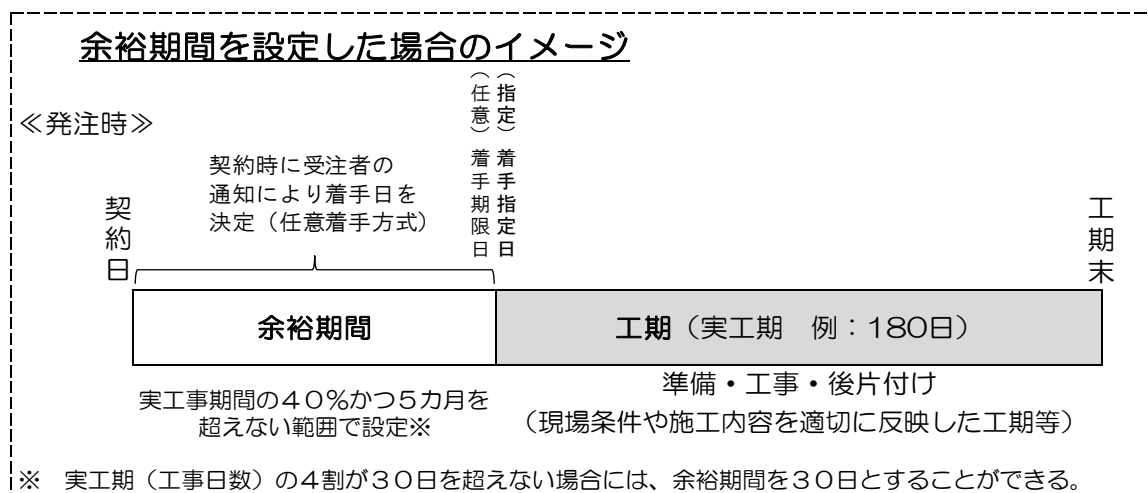 余裕期間を設定した場合のイメージ
≪発注時≫
契約時に受注者の
通知により着手日を
決定（任意着手方式）
（指定）着手指定日
（任意）着手期限日
契約日
工期末
余裕期間
工期（実工期　例：１８０日）
実工事期間の４０％かつ５カ月を
超えない範囲で設定※
準備・工事・後片付け
（現場条件や施工内容を適切に反映した工期等）
※　実工期（工事日数）の４割が３０日を超えない場合には、余裕期間を３０日とすることができる。